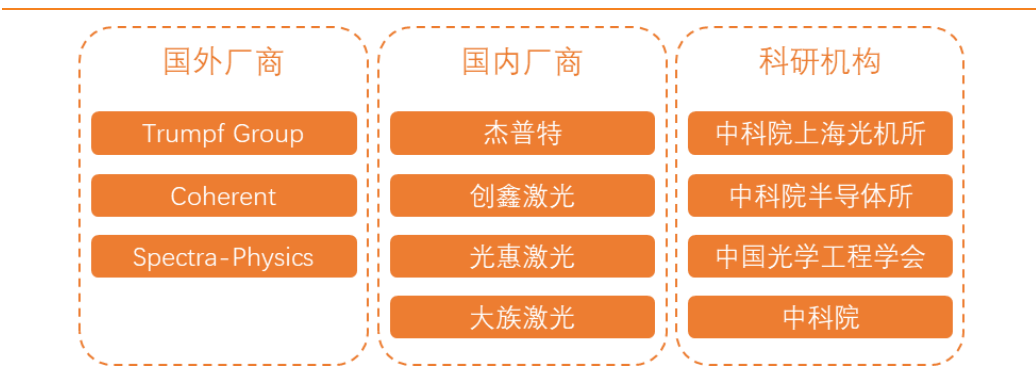 国外厂商
Trumpf Group
Coherent
Spectra-Physics
国内厂商
杰普特
创鑫激光
光惠激光
大族激光
科研机构
中科院上海光机所
中科院半导体所
中国光学工程学会
中科院